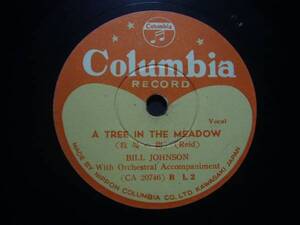 Columbia
Columbia
RECORD
Vocal
A TREE IN THE MEADOW
(Reid)
BILL JOHNSON
With Orchestral Accompaniment
(CA 20746) R L2
MADE BY NIPPON COLUMBIA CO. LTD KAWASAKI JAPAN